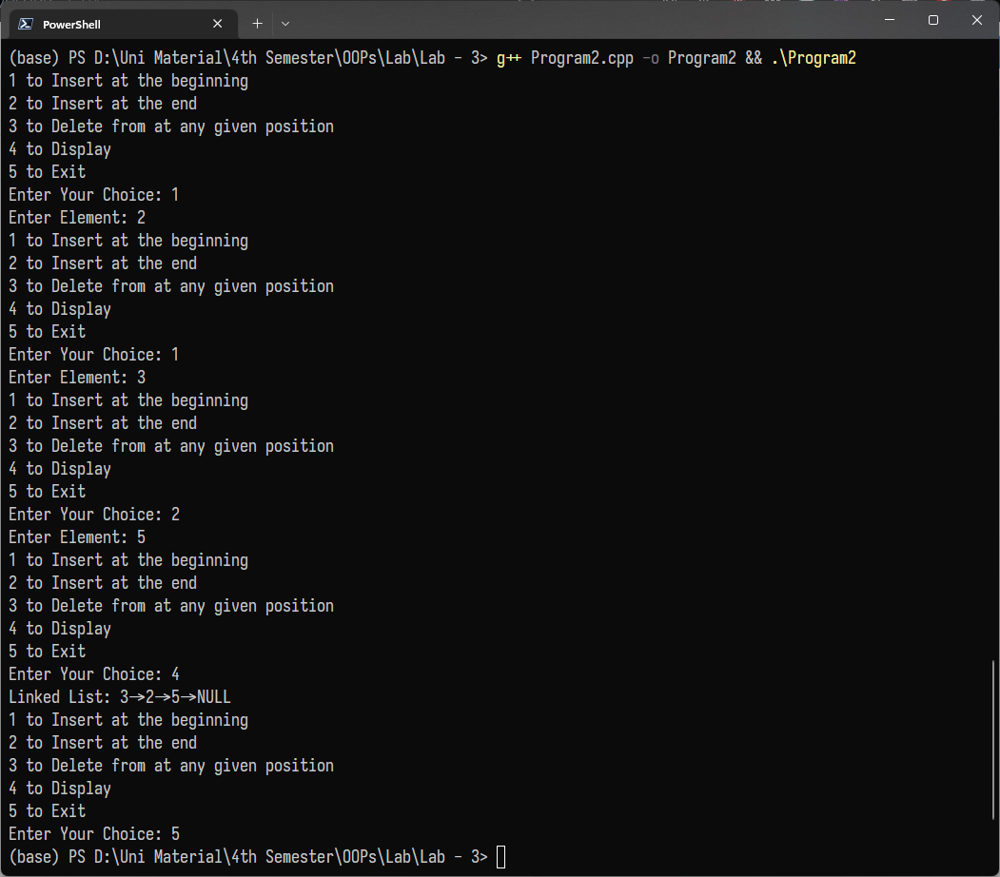 PowerShell
(base) PS D:\Uni Material\4th Semester\OOPs\Lab\Lab - 3> g++ Program2.cpp -o Program2 && .\Program2
1 to Insert at the beginning
2 to Insert at the end
3 to Delete from at any given position
4 to Display
5 to Exit
Enter Your Choice: 1
Enter Element: 2
1 to Insert at the beginning
2 to Insert at the end
3 to Delete from at any given position
4 to Display
5 to Exit
Enter Your Choice: 1
Enter Element: 3
1 to Insert at the beginning
2 to Insert at the end
3 to Delete from at any given position
4 to Display
5 to Exit
Enter Your Choice: 2
Enter Element: 5
1 to Insert at the beginning
2 to Insert at the end
3 to Delete from at any given position
4 to Display
5 to Exit
Enter Your Choice: 4
Linked List: 3->2->5->NULL
1 to Insert at the beginning
2 to Insert at the end
3 to Delete from at any given position
4 to Display
5 to Exit
Enter Your Choice: 5
(base) PS D:\Uni Material\4th Semester\OOPs\Lab\Lab - 3>